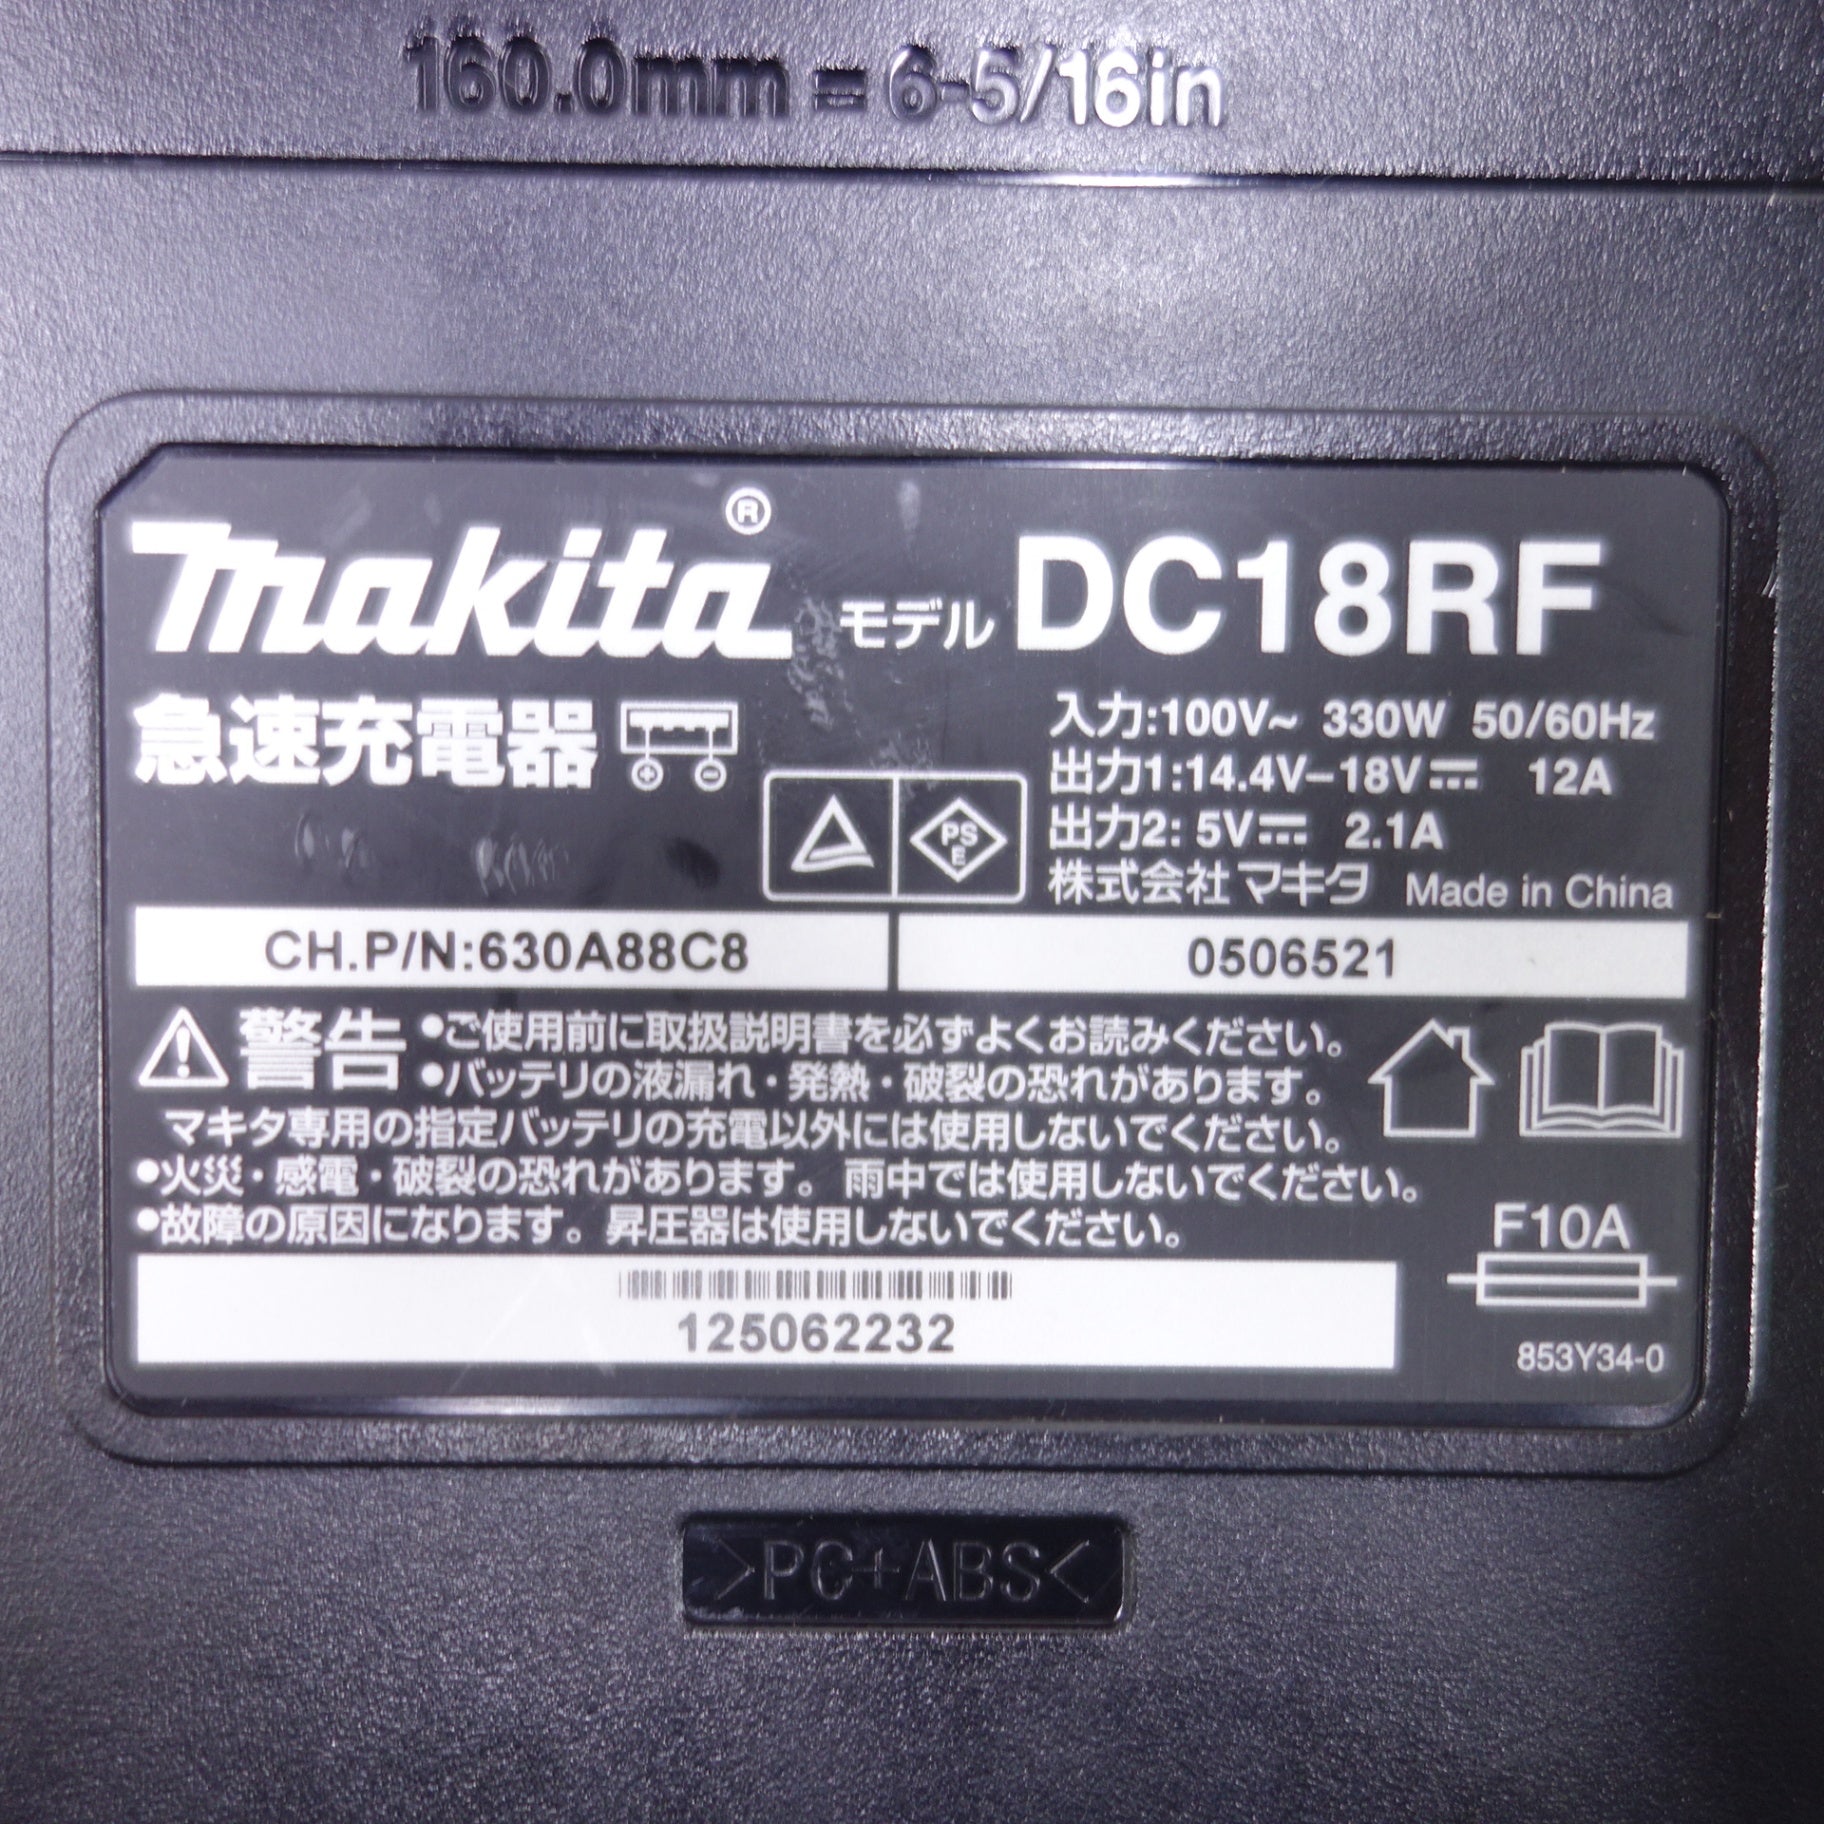 160.0mm = 6-5/16in
makita® モデル DC18RF
急速充電器
入力:100V~ 330W 50/60Hz
出力1:14.4V-18V⎓ 12A
出力2: 5V⎓ 2.1A
PS
E
株式会社マキタ Made in China
CH.P/N:630A88C8
0506521
警告 •ご使用前に取扱説明書を必ずよくお読みください。
•バッテリの液漏れ・発熱・破裂の恐れがあります。
マキタ専用の指定バッテリの充電以外には使用しないでください。
•火災・感電・破裂の恐れがあります。雨中では使用しないでください。
•故障の原因になります。昇圧器は使用しないでください。
F10A
125062232
853Y34-0
>PC+ABS<